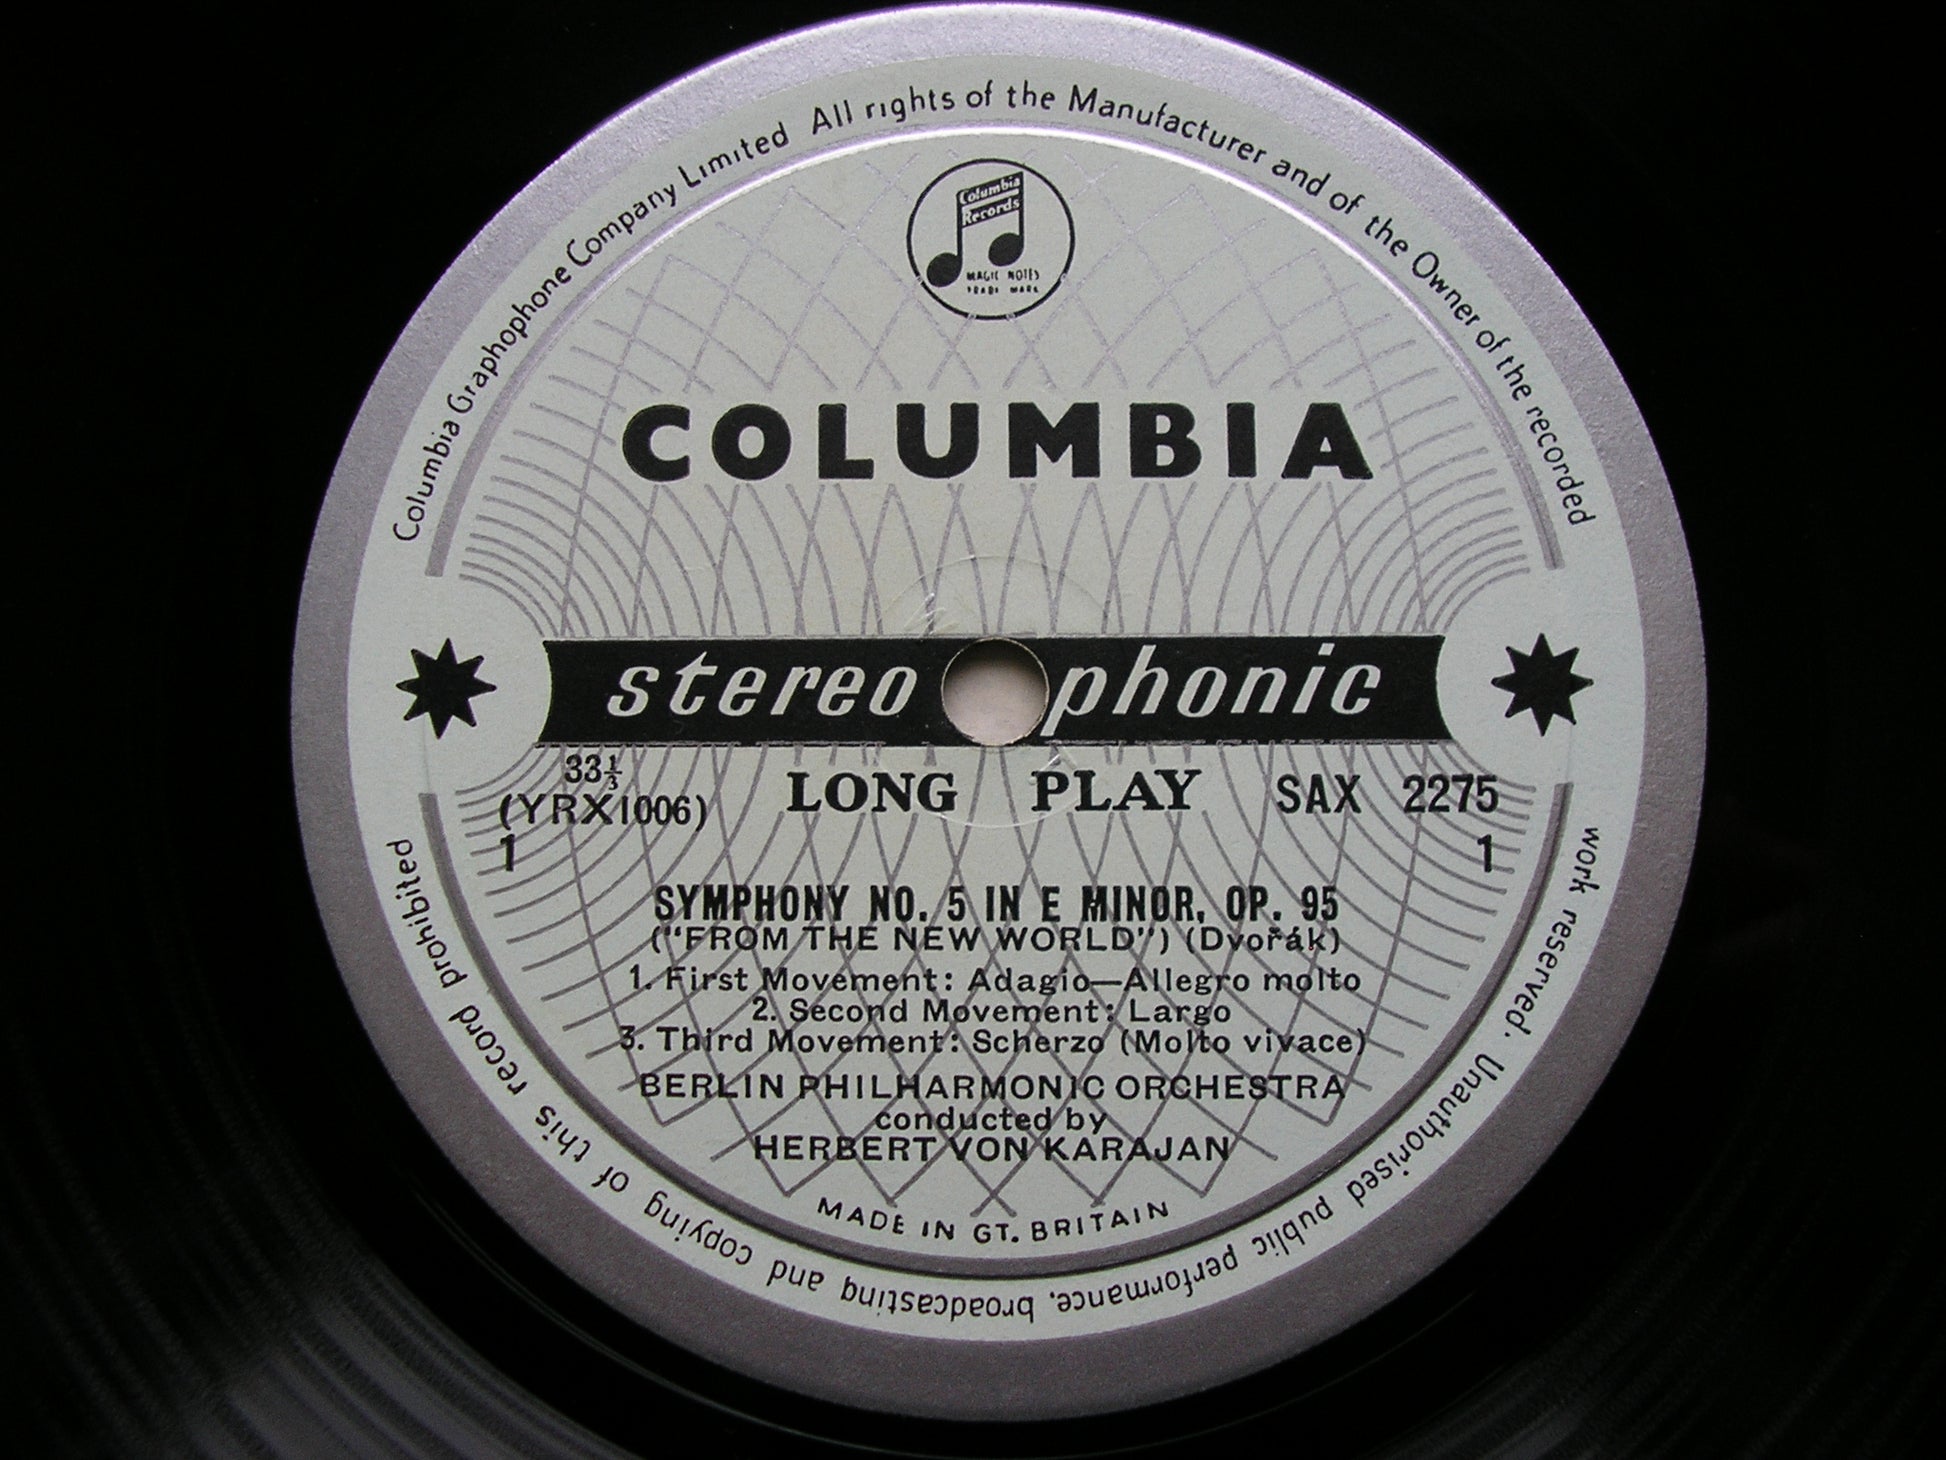 Columbia Graphophone Company Limited All rights of the Manufacturer and of the Owner of the recorded
work reserved. Unauthorised public performance, broadcasting and copying of this record prohibited
Columbia
Records
MAGIC NOTES
TRADE MARK
COLUMBIA
stereophonic
33⅓
(YRX1006)
1
LONG PLAY
SAX 2275
1
SYMPHONY NO. 5 IN E MINOR, OP. 95
("FROM THE NEW WORLD") (Dvořák)
1. First Movement: Adagio—Allegro molto
2. Second Movement: Largo
3. Third Movement: Scherzo (Molto vivace)
BERLIN PHILHARMONIC ORCHESTRA
conducted by
HERBERT VON KARAJAN
MADE IN GT. BRITAIN